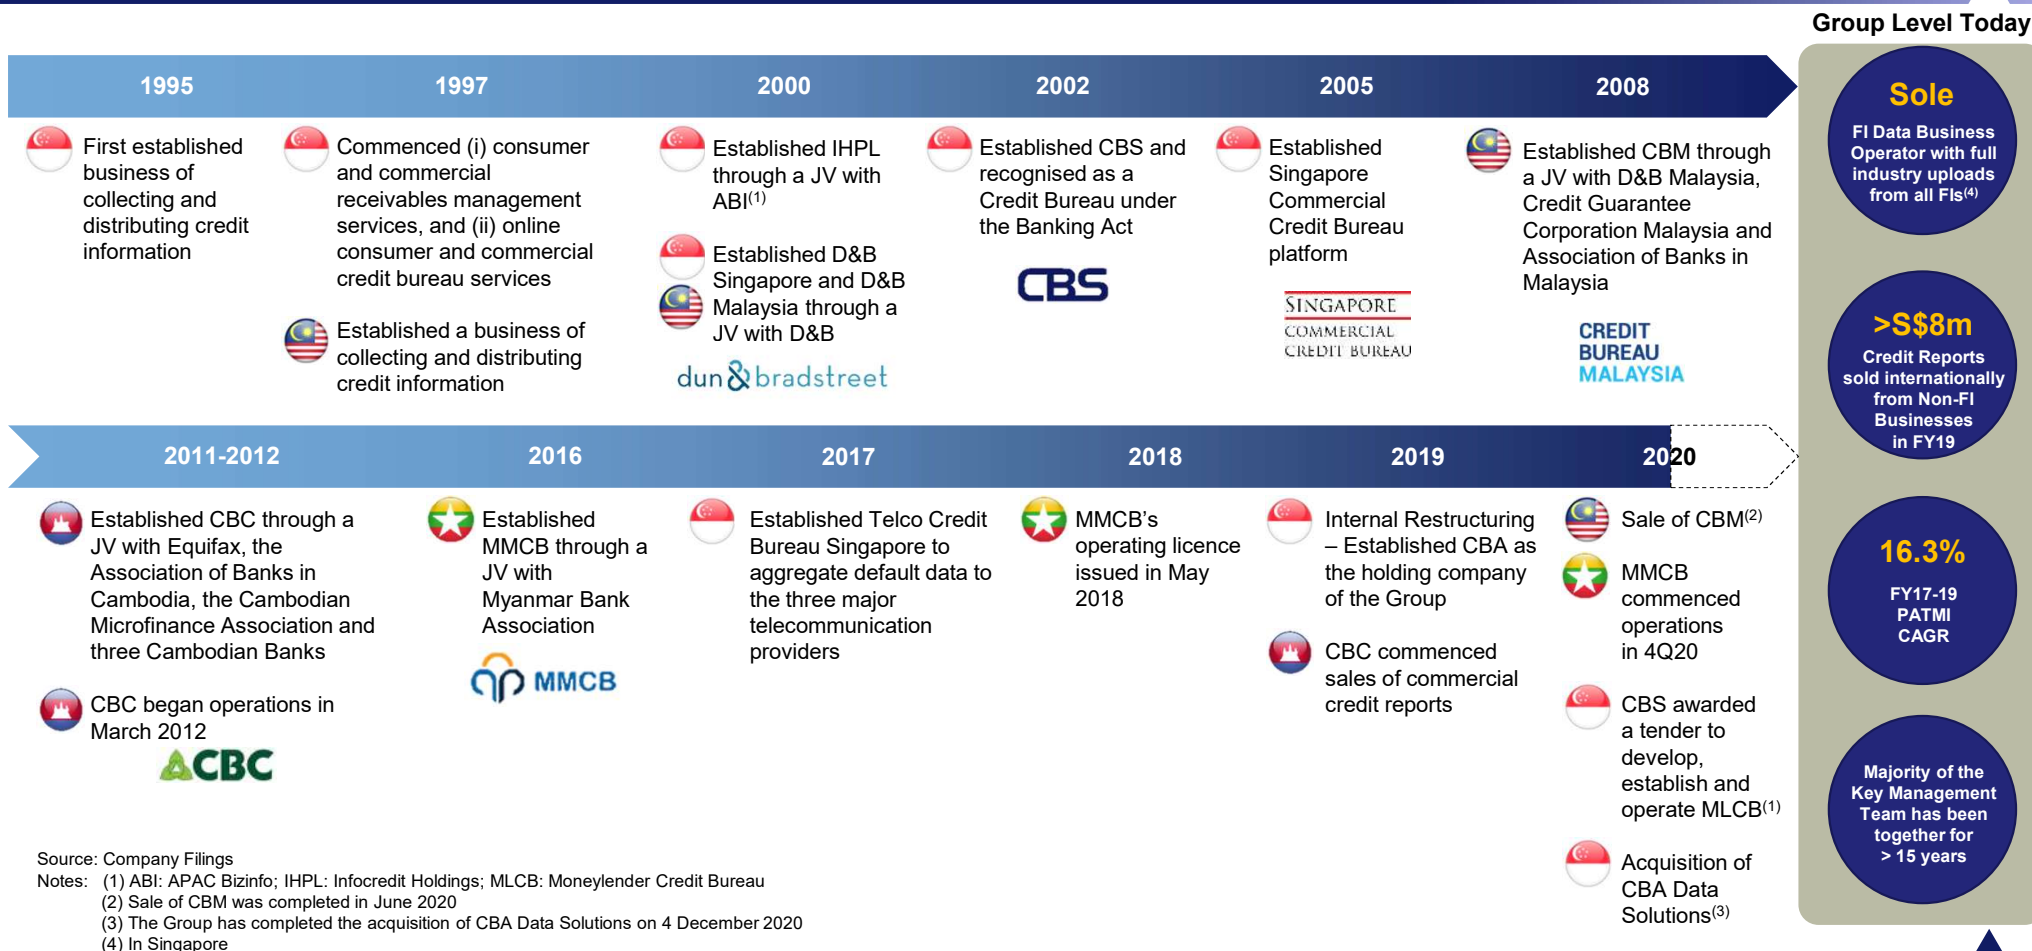 Group Level Today
1995
1997
2000
2002
2005
2008
First established
business of
collecting and
distributing credit
information
Commenced (i) consumer
and commercial
receivables management
services, and (ii) online
consumer and commercial
credit bureau services
Established a business of
collecting and distributing
credit information
Established IHPL
through a JV with
ABI(1)
Established D&B
Singapore and D&B
Malaysia through a
JV with D&B
dun&bradstreet
Established CBS and
recognised as a
Credit Bureau under
the Banking Act
CBS
Established
Singapore
Commercial
Credit Bureau
platform
SINGAPORE
COMMERCIAL
CREDIT BUREAU
Established CBM through
a JV with D&B Malaysia,
Credit Guarantee
Corporation Malaysia and
Association of Banks in
Malaysia
CREDIT
BUREAU
MALAYSIA
2011-2012
2016
2017
2018
2019
2020
Established CBC through a
JV with Equifax, the
Association of Banks in
Cambodia, the Cambodian
Microfinance Association and
three Cambodian Banks
CBC began operations in
March 2012
CBC
Established
MMCB through a
JV with
Myanmar Bank
Association
MMCB
Established Telco Credit
Bureau Singapore to
aggregate default data to
the three major
telecommunication
providers
MMCB's
operating licence
issued in May
2018
Internal Restructuring
– Established CBA as
the holding company
of the Group
CBC commenced
sales of commercial
credit reports
Sale of CBM(2)
MMCB
commenced
operations
in 4Q20
CBS awarded
a tender to
develop,
establish and
operate MLCB(1)
Acquisition of
CBA Data
Solutions(3)
Sole
FI Data Business
Operator with full
industry uploads
from all FIs(4)
>S$8m
Credit Reports
sold internationally
from Non-FI
Businesses
in FY19
16.3%
FY17-19
PATMI
CAGR
Majority of the
Key Management
Team has been
together for
> 15 years
Source: Company Filings
Notes: (1) ABI: APAC Bizinfo; IHPL: Infocredit Holdings; MLCB: Moneylender Credit Bureau
(2) Sale of CBM was completed in June 2020
(3) The Group has completed the acquisition of CBA Data Solutions on 4 December 2020
(4) In Singapore